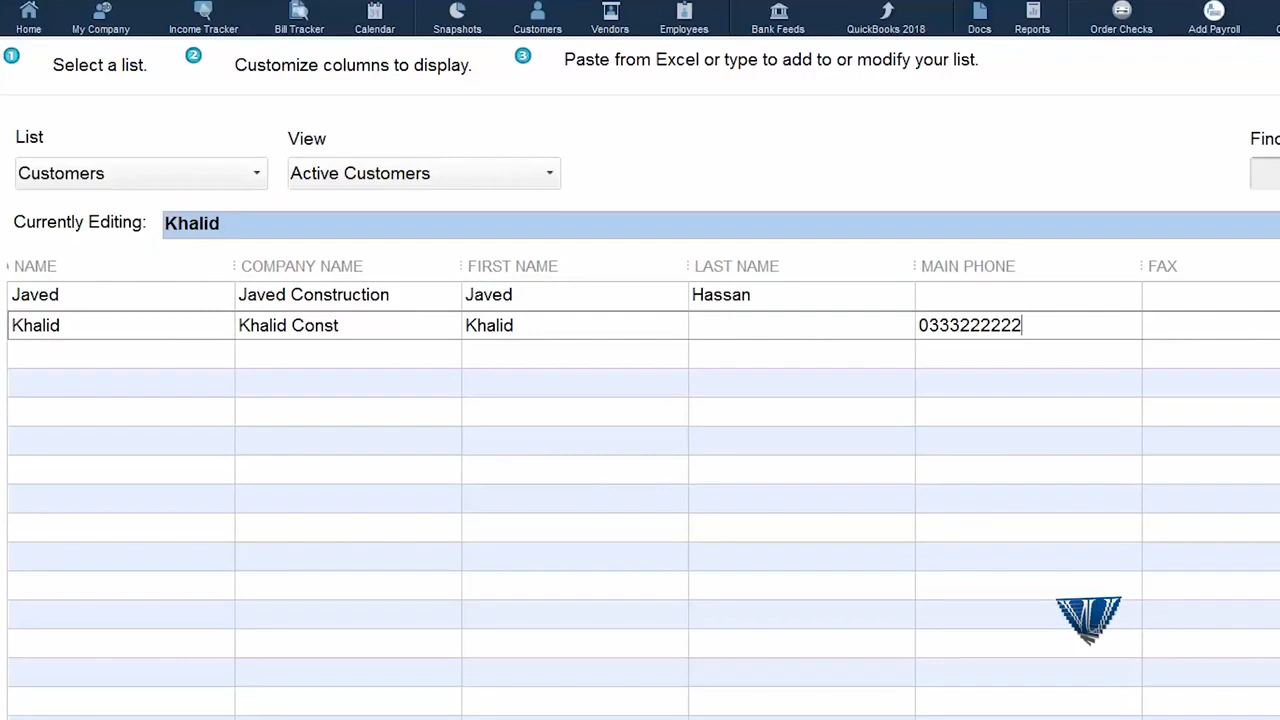 Home My Company Income Tracker Bill Tracker Calendar Snapshots Customers Vendors Employees Bank Feeds QuickBooks 2018 Docs Reports Order Checks Add Payroll
1 Select a list. 2 Customize columns to display. 3 Paste from Excel or type to add to or modify your list.
List View
Customers Active Customers
Currently Editing: Khalid
NAME COMPANY NAME FIRST NAME LAST NAME MAIN PHONE FAX
Javed Javed Construction Javed Hassan
Khalid Khalid Const Khalid 0333222222